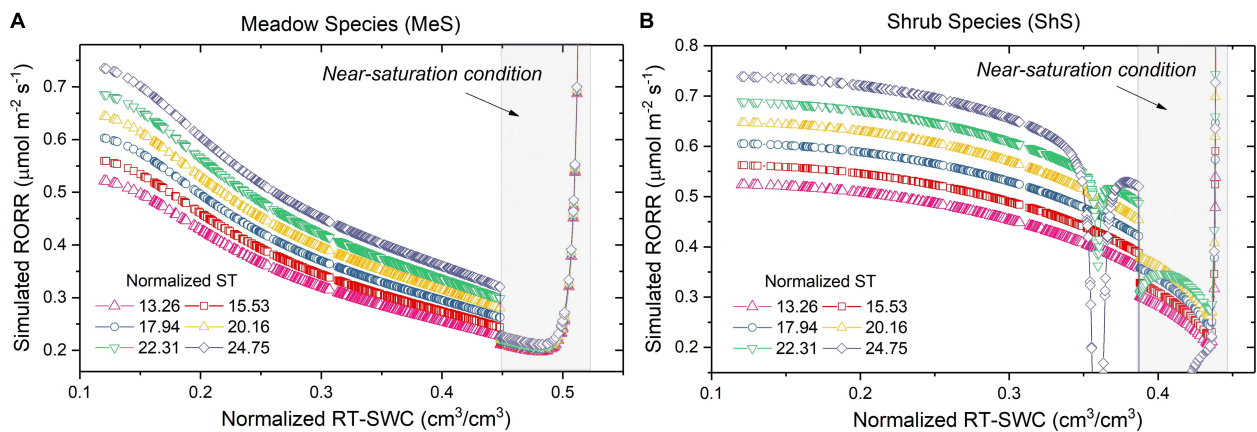 A
Meadow Species (MeS)
Simulated RORR (μmol m⁻² s⁻¹)
0.7
0.6
0.5
0.4
0.3
0.2
Near-saturation condition
Normalized ST
13.26 15.53
17.94 20.16
22.31 24.75
0.1 0.2 0.3 0.4 0.5
Normalized RT-SWC (cm³/cm³)
B
Shrub Species (ShS)
Simulated RORR (μmol m⁻² s⁻¹)
0.8
0.7
0.6
0.5
0.4
0.3
0.2
Near-saturation condition
Normalized ST
13.26 15.53
17.94 20.16
22.31 24.75
0.1 0.2 0.3 0.4
Normalized RT-SWC (cm³/cm³)